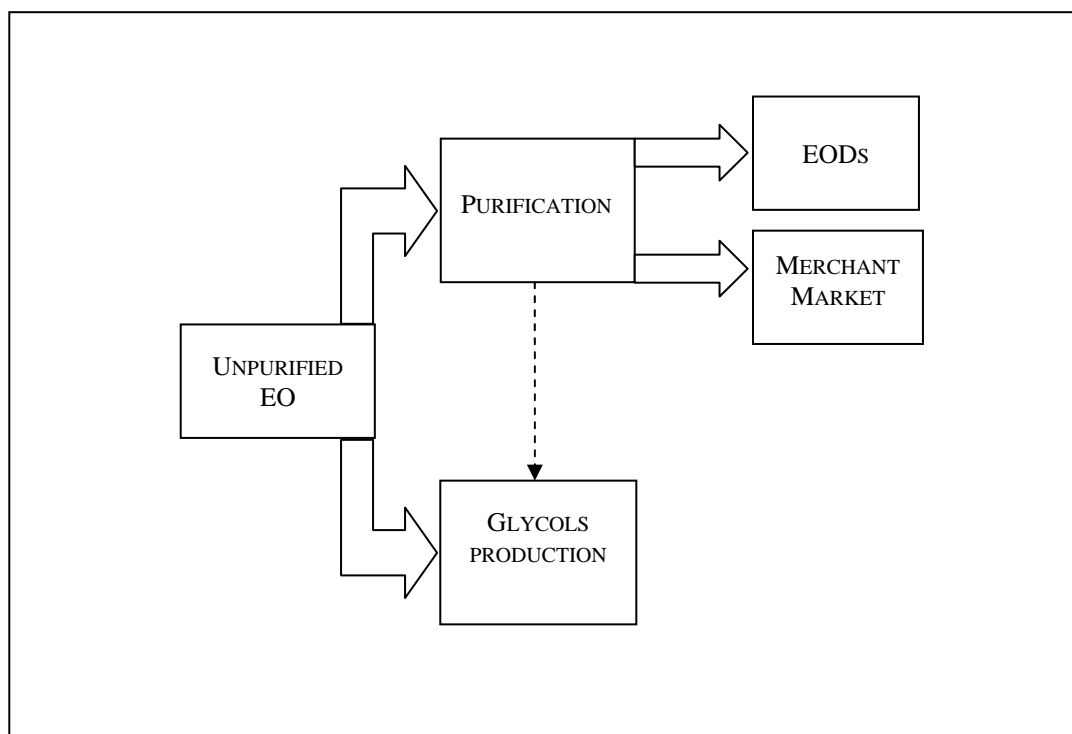 EODs
PURIFICATION
MERCHANT
MARKET
UNPURIFIED
EO
GLYCOLS
PRODUCTION